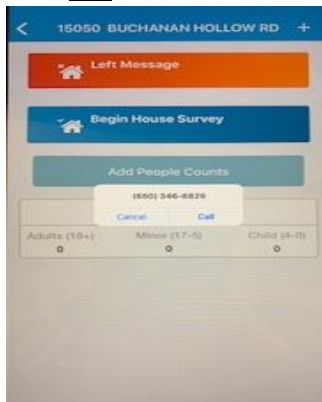 15050 BUCHANAN HOLLOW RD
Left Message
Begin House Survey
Add People Counts
(650) 346-6826
Cancel Call
Adults (18+) Minor (17-5) Child (4-0)
0 0 0